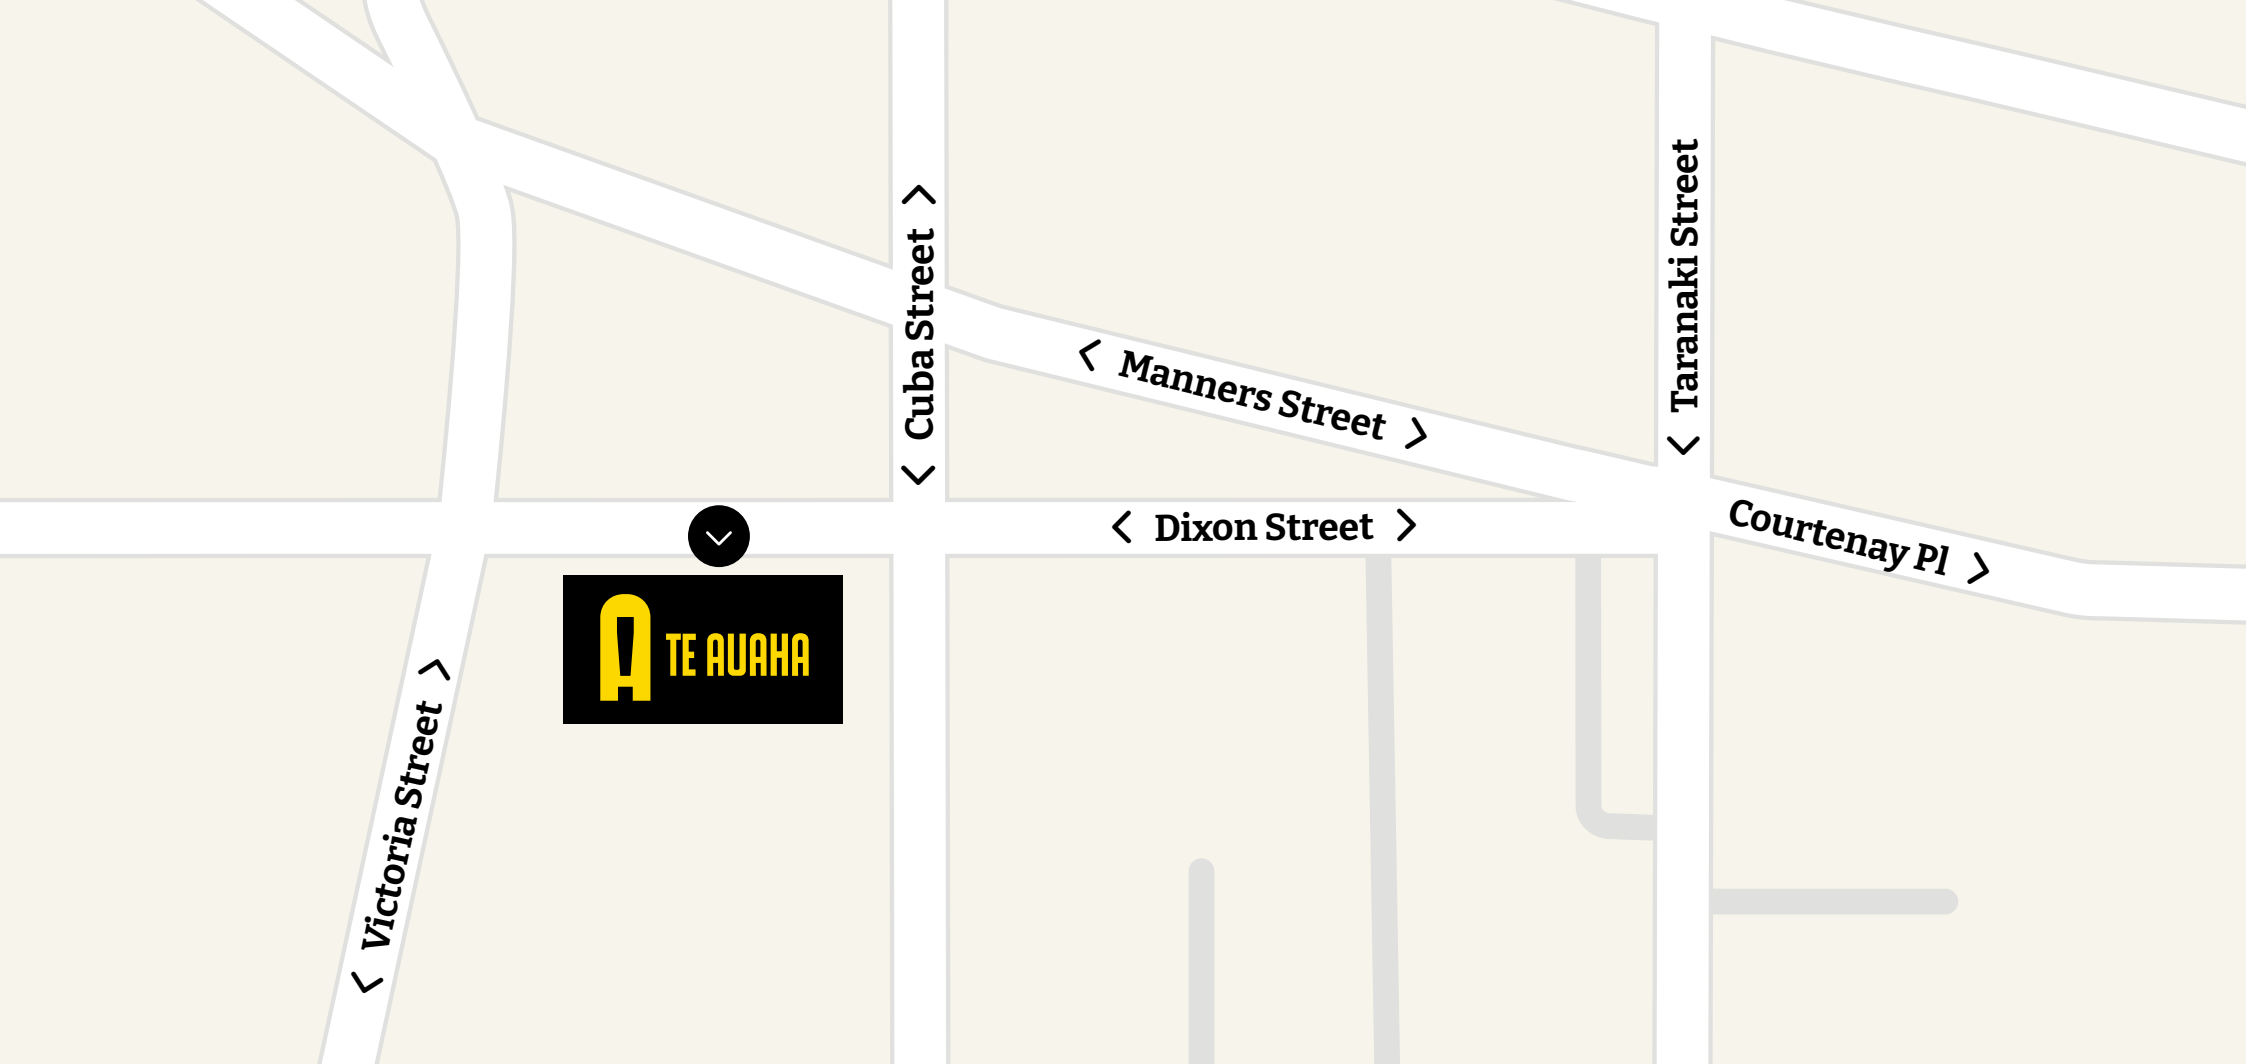 Cuba Street
Taranaki Street
Manners Street
Dixon Street
Courtenay Pl
TE AUAHA
Victoria Street